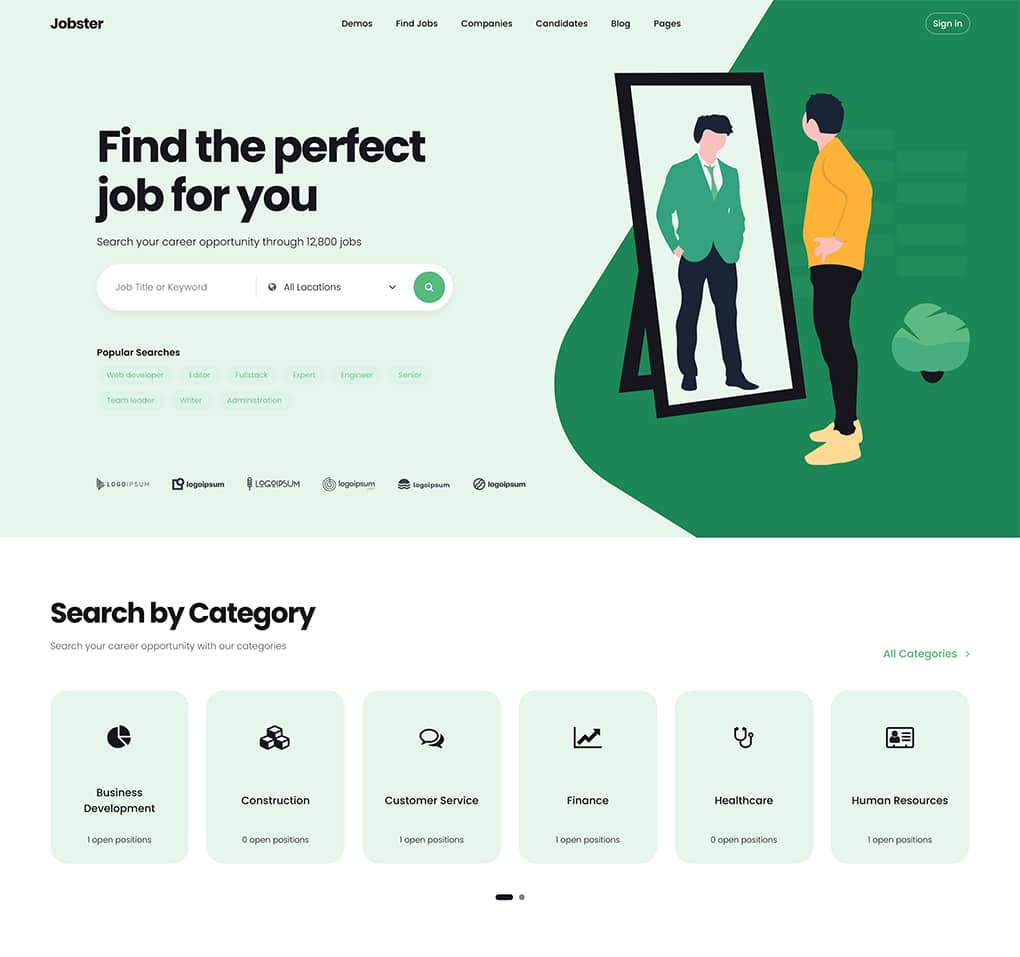 Jobster Demos Find Jobs Companies Candidates Blog Pages Sign in
Find the perfect
job for you
Search your career opportunity through 12,800 jobs
Job Title or Keyword All Locations
Popular Searches
Web developer Editor Fullstack Expert Engineer Senior
Team leader Writer Administration
LOGOIPSUM logoipsum LOGOIPSUM logoipsum logoipsum logoipsum
Search by Category
Search your career opportunity with our categories
All Categories
Business
Development
Construction
Customer Service
Finance
Healthcare
Human Resources
1 open positions 0 open positions 1 open positions 1 open positions 0 open positions 1 open positions